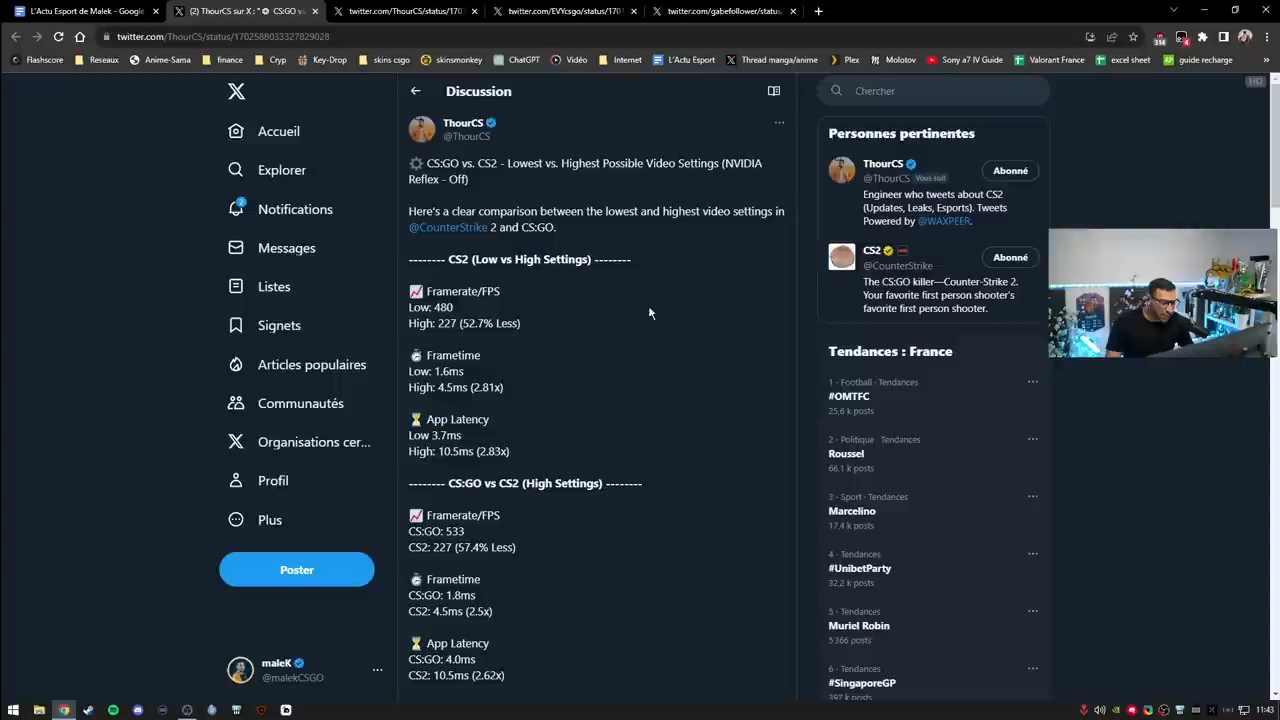 L'Actu Esport de Malek - Google
(2) ThourCS sur X : " CS:GO vs
twitter.com/ThourCS/status/170
twitter.com/EVYcsgo/status/1701
twitter.com/gabefollower/status
twitter.com/ThourCS/status/1702588033327829028
Flashscore
Reseaux
Anime-Sama
finance
Cryp
Key-Drop
skins csgo
skinsmonkey
ChatGPT
Vidéo
Internet
L'Actu Esport
Thread manga/anime
Plex
Molotov
Sony a7 IV Guide
Valorant France
excel sheet
guide recharge
HD
Accueil
Explorer
2
Notifications
Messages
Listes
Signets
Articles populaires
Communautés
Organisations cer...
Profil
Plus
Poster
maleK
@malekCSGO
Discussion
ThourCS
@ThourCS
CS:GO vs. CS2 - Lowest vs. Highest Possible Video Settings (NVIDIA
Reflex - Off)
Here's a clear comparison between the lowest and highest video settings in
@CounterStrike 2 and CS:GO.
-------- CS2 (Low vs High Settings) --------
Framerate/FPS
Low: 480
High: 227 (52.7% Less)
Frametime
Low: 1.6ms
High: 4.5ms (2.81x)
App Latency
Low 3.7ms
High: 10.5ms (2.83x)
-------- CS:GO vs CS2 (High Settings) --------
Framerate/FPS
CS:GO: 533
CS2: 227 (57.4% Less)
Frametime
CS:GO: 1.8ms
CS2: 4.5ms (2.5x)
App Latency
CS:GO: 4.0ms
CS2: 10.5ms (2.62x)
Chercher
Personnes pertinentes
ThourCS
@ThourCS Vous suit
Abonné
Engineer who tweets about CS2
(Updates, Leaks, Esports). Tweets
Powered by @WAXPEER.
CS2
@CounterStrike
Abonné
The CS:GO killer—Counter-Strike 2.
Your favorite first person shooter's
favorite first person shooter.
Tendances : France
1 · Football · Tendances
#OMTFC
25,6 k posts
2 · Politique · Tendances
Roussel
66,1 k posts
3 · Sport · Tendances
Marcelino
17,4 k posts
4 · Tendances
#UnibetParty
32,2 k posts
5 · Tendances
Muriel Robin
5 366 posts
6 · Tendances
#SingaporeGP
397 k posts
11:43